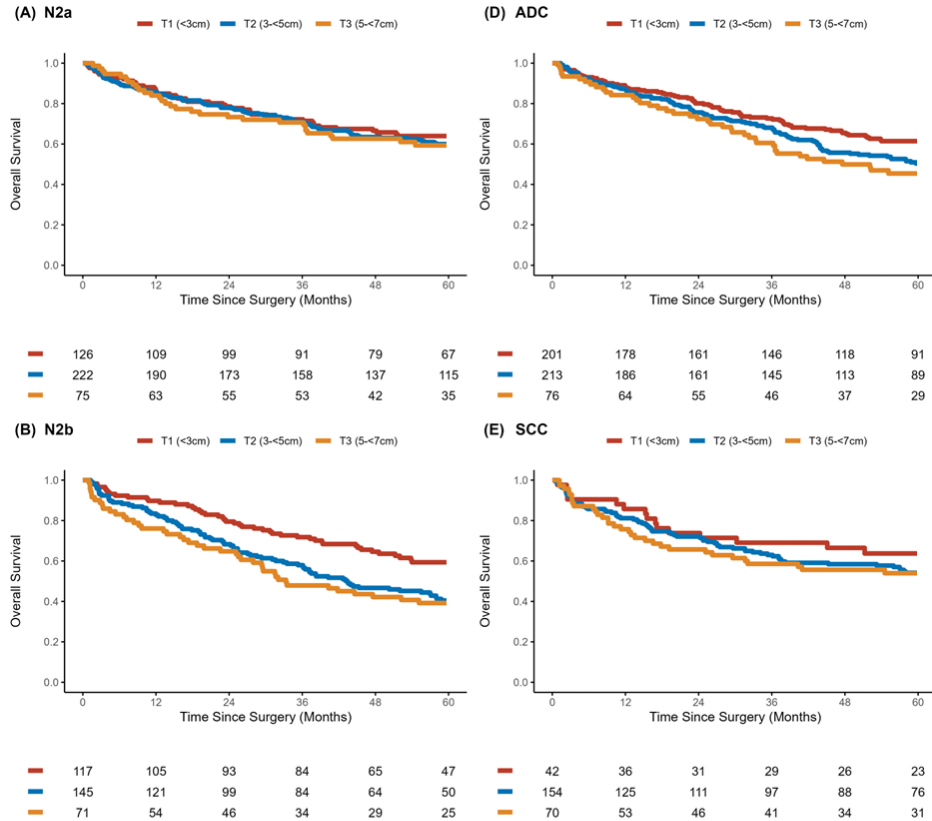 (A) N2a
T1 (<3cm) T2 (3-<5cm) T3 (5-<7cm)
Overall Survival
1.0
0.8
0.6
0.4
0.2
0.0
0 12 24 36 48 60
Time Since Surgery (Months)
126 109 99 91 79 67
222 190 173 158 137 115
75 63 55 53 42 35
(D) ADC
T1 (<3cm) T2 (3-<5cm) T3 (5-<7cm)
Overall Survival
1.0
0.8
0.6
0.4
0.2
0.0
0 12 24 36 48 60
Time Since Surgery (Months)
201 178 161 146 118 91
213 186 161 145 113 89
76 64 55 46 37 29
(B) N2b
T1 (<3cm) T2 (3-<5cm) T3 (5-<7cm)
Overall Survival
1.0
0.8
0.6
0.4
0.2
0.0
0 12 24 36 48 60
Time Since Surgery (Months)
117 105 93 84 65 47
145 121 99 84 64 50
71 54 46 34 29 25
(E) SCC
T1 (<3cm) T2 (3-<5cm) T3 (5-<7cm)
Overall Survival
1.0
0.8
0.6
0.4
0.2
0.0
0 12 24 36 48 60
Time Since Surgery (Months)
42 36 31 29 26 23
154 125 111 97 88 76
70 53 46 41 34 31